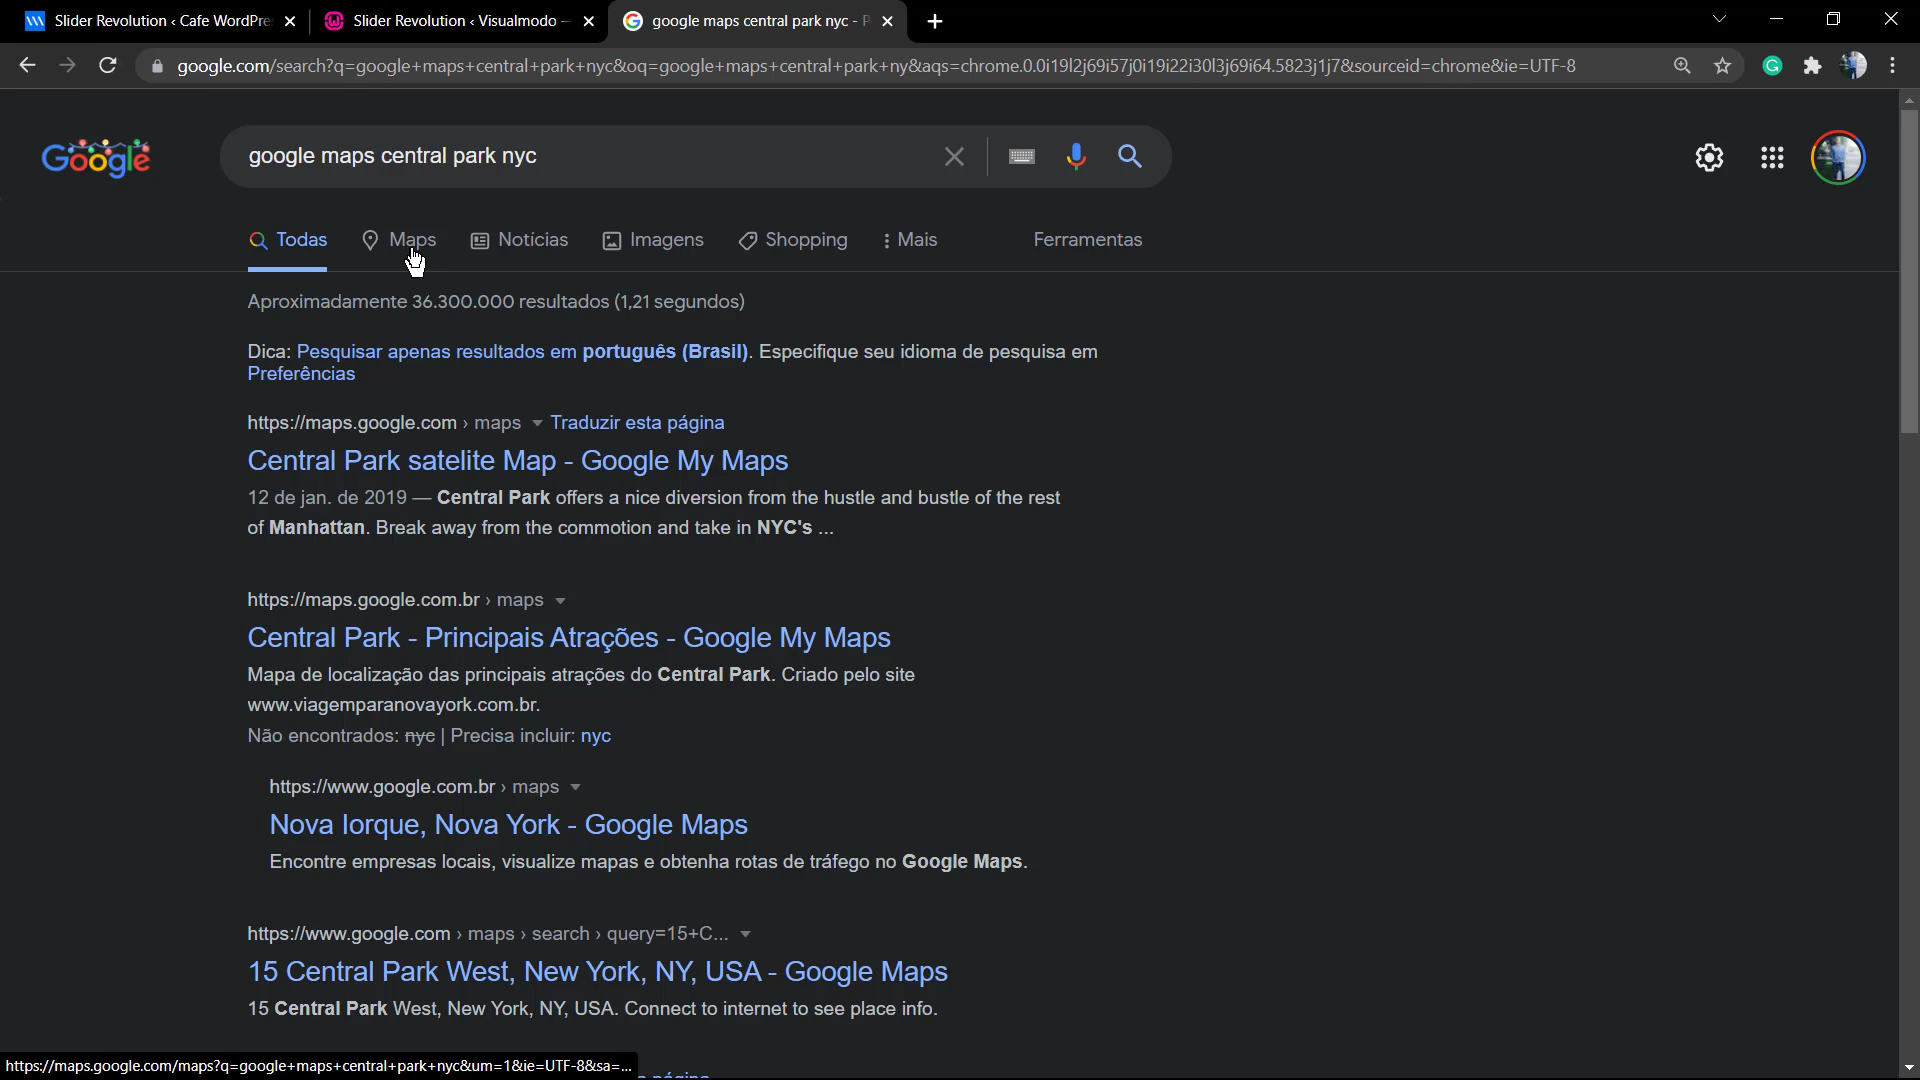 Slider Revolution ‹ Cafe WordPre
Slider Revolution ‹ Visualmodo —
google maps central park nyc - P
google.com/search?q=google+maps+central+park+nyc&oq=google+maps+central+park+ny&aqs=chrome.0.0i19l2j69i57j0i19i22i30l3j69i64.5823j1j7&sourceid=chrome&ie=UTF-8
Google
google maps central park nyc
Todas
Maps
Notícias
Imagens
Shopping
Mais
Ferramentas
Aproximadamente 36.300.000 resultados (1,21 segundos)
Dica: Pesquisar apenas resultados em português (Brasil). Especifique seu idioma de pesquisa em
Preferências
https://maps.google.com › maps Traduzir esta página
Central Park satelite Map - Google My Maps
12 de jan. de 2019 — Central Park offers a nice diversion from the hustle and bustle of the rest
of Manhattan. Break away from the commotion and take in NYC's ...
https://maps.google.com.br › maps
Central Park - Principais Atrações - Google My Maps
Mapa de localização das principais atrações do Central Park. Criado pelo site
www.viagemparanovayork.com.br.
Não encontrados: nyc | Precisa incluir: nyc
https://www.google.com.br › maps
Nova Iorque, Nova York - Google Maps
Encontre empresas locais, visualize mapas e obtenha rotas de tráfego no Google Maps.
https://www.google.com › maps › search › query=15+C...
15 Central Park West, New York, NY, USA - Google Maps
15 Central Park West, New York, NY, USA. Connect to internet to see place info.
https://maps.google.com/maps?q=google+maps+central+park+nyc&um=1&ie=UTF-8&sa=...